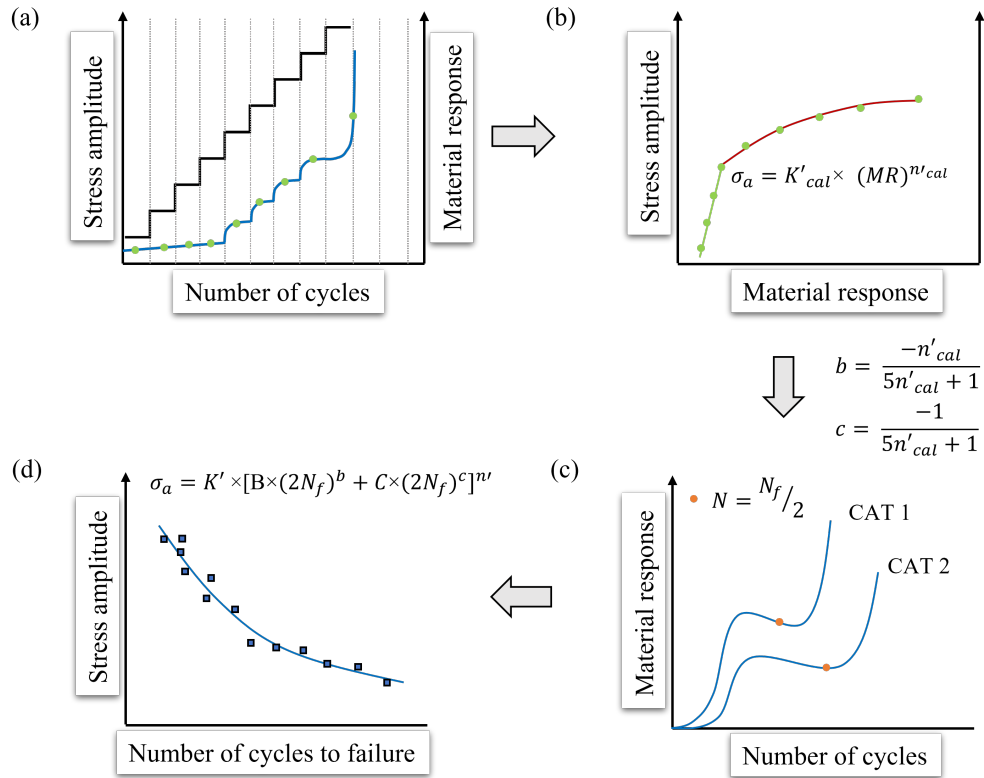 (a)
Stress amplitude
Material response
Number of cycles
(b)
Stress amplitude
σₐ = K′cal× (MR)^n′cal
Material response
b = −n′cal / 5n′cal + 1
c = −1 / 5n′cal + 1
(d)
σₐ = K′ ×[B×(2Nf)^b + C×(2Nf)^c]^n′
Stress amplitude
Number of cycles to failure
(c)
N = Nf/2
CAT 1
CAT 2
Material response
Number of cycles